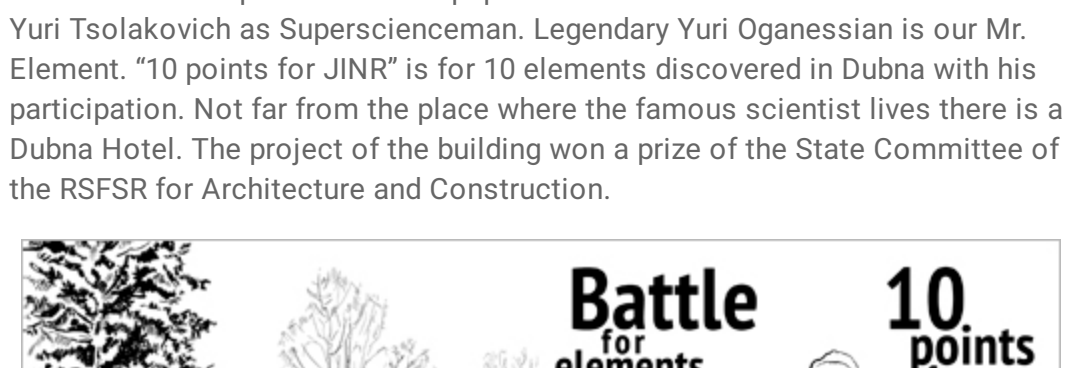 Yuri Tsolakovich as Superscienceman. Legendary Yuri Oganessian is our Mr.
Element. “10 points for JINR” is for 10 elements discovered in Dubna with his
participation. Not far from the place where the famous scientist lives there is a
Dubna Hotel. The project of the building won a prize of the State Committee of
the RSFSR for Architecture and Construction.
Battle
for
elements
10
points